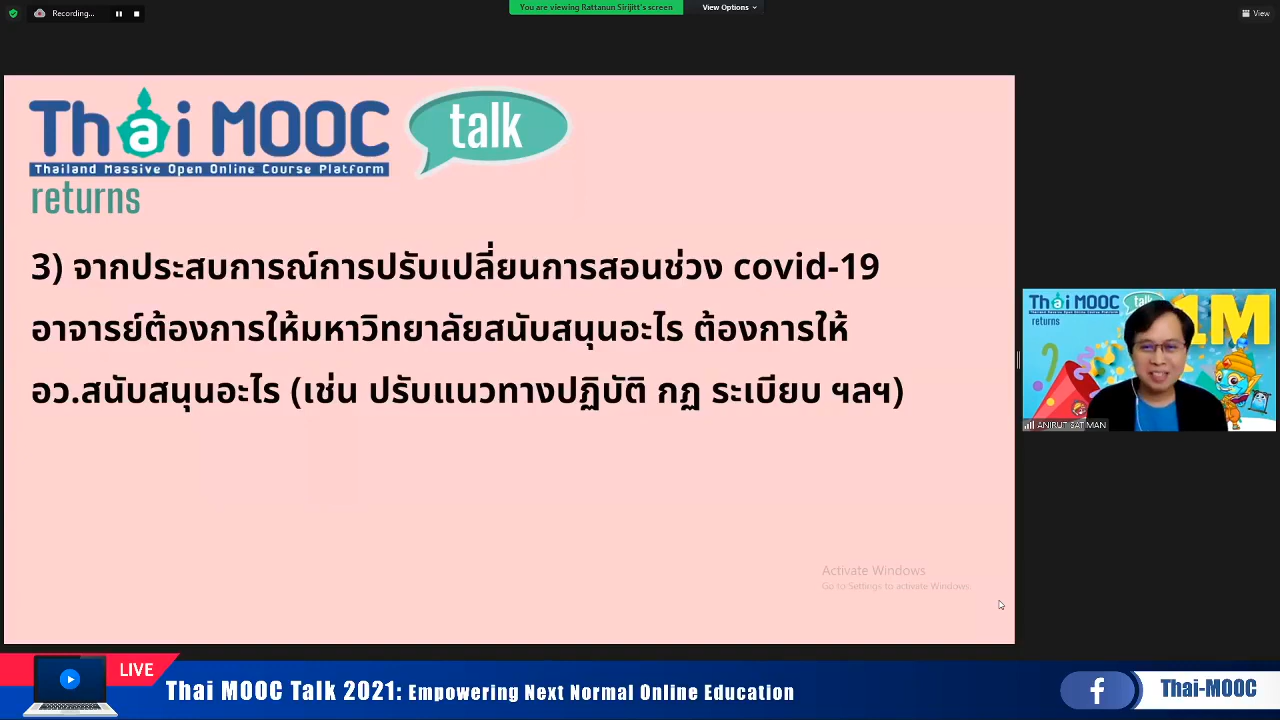 Recording...
You are viewing Rattanun Sirijitt's screen
View Options
View
Thai MOOC talk
Thailand Massive Open Online Course Platform
returns
3) จากประสบการณ์การปรับเปลี่ยนการสอนช่วง covid-19
อาจารย์ต้องการให้มหาวิทยาลัยสนับสนุนอะไร ต้องการให้
อว.สนับสนุนอะไร (เช่น ปรับแนวทางปฏิบัติ กฏ ระเบียบ ฯลฯ)
Activate Windows
Go to Settings to activate Windows.
Thai MOOC talk
returns
1M
ANIRUT SATIMAN
LIVE
Thai MOOC Talk 2021: Empowering Next Normal Online Education
f
Thai-MOOC